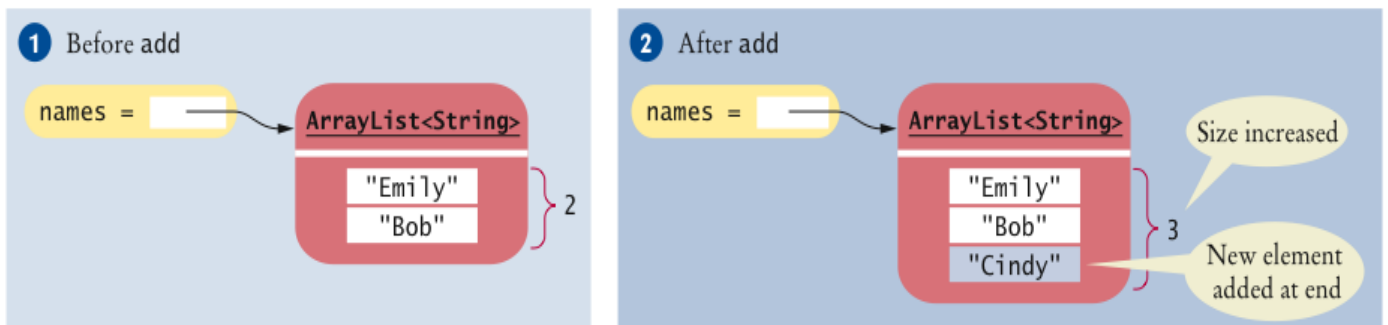 1 Before add
names =
ArrayList<String>
"Emily"
"Bob"
2
2 After add
names =
ArrayList<String>
"Emily"
"Bob"
"Cindy"
3
Size increased
New element
added at end